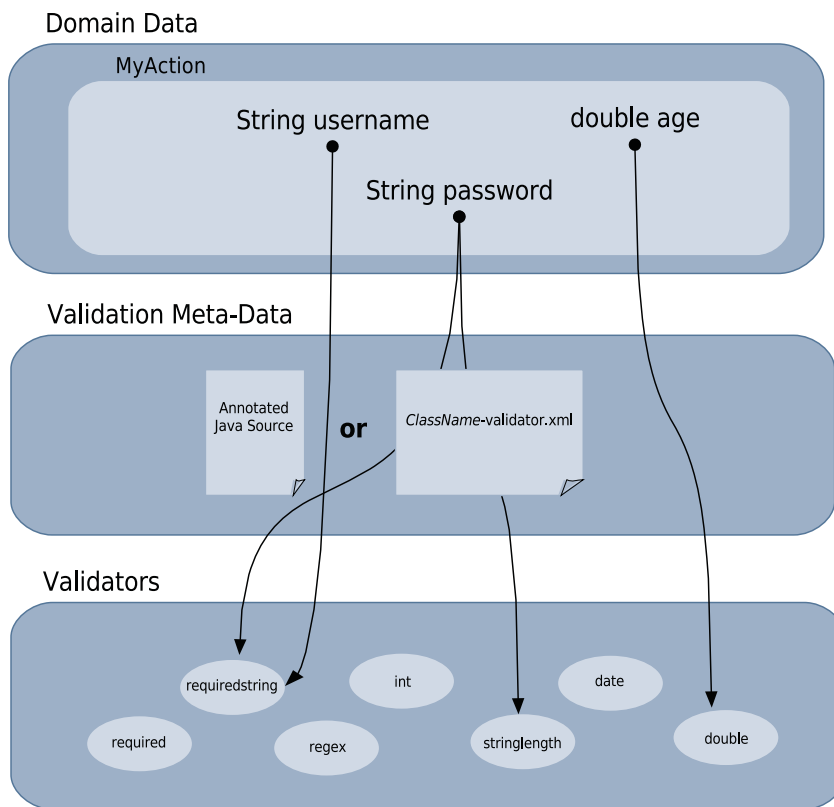 Domain Data
MyAction
String username
double age
String password
Validation Meta-Data
Annotated
Java Source
or
ClassName-validator.xml
Validators
requiredstring
int
date
required
regex
stringlength
double